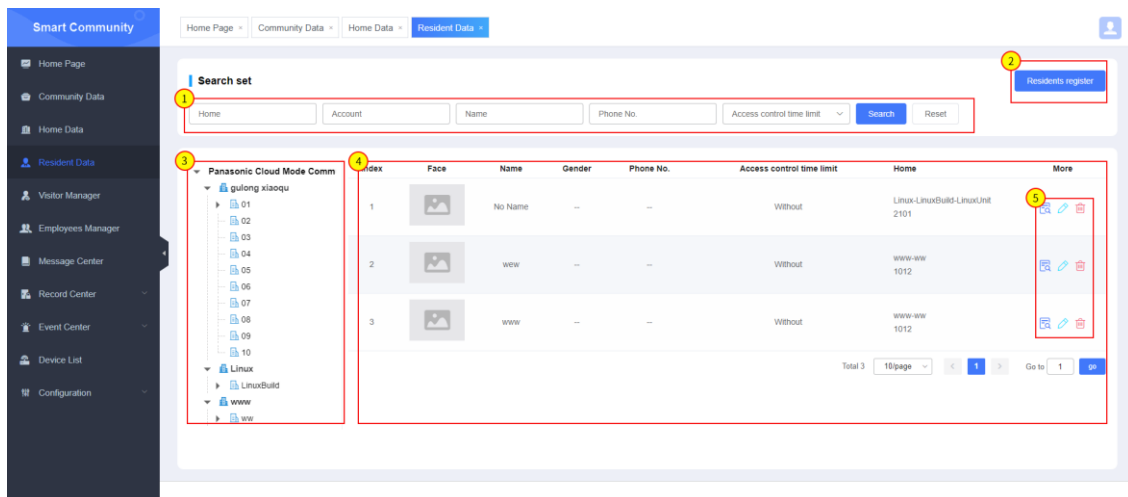 Smart Community
Home Page ×
Community Data ×
Home Data ×
Resident Data ×
Home Page
Community Data
Home Data
Resident Data
Visitor Manager
Employees Manager
Message Center
Record Center
Event Center
Device List
Configuration
Search set
2
Residents register
1
Home
Account
Name
Phone No.
Access control time limit
Search
Reset
3
Panasonic Cloud Mode Comm
gulong xiaoqu
01
02
03
04
05
06
07
08
09
10
Linux
LinuxBuild
www
ww
4
Index Face Name Gender Phone No. Access control time limit Home More
5
1 No Name -- -- Without Linux-LinuxBuild-LinuxUnit
2101
2 wew -- -- Without www-ww
1012
3 www -- -- Without www-ww
1012
Total 3 10/page < 1 > Go to 1 go